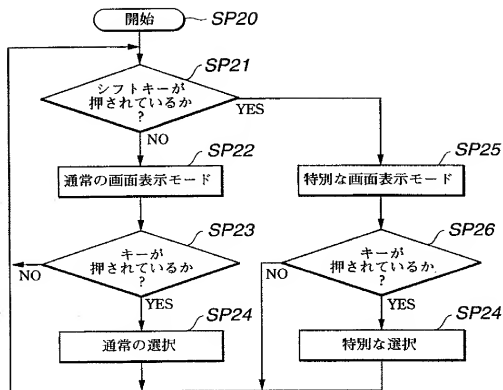 開始
SP20
シフトキーが
押されているか
?
SP21
YES
NO
通常の画面表示モード
SP22
特別な画面表示モード
SP25
キーが
押されているか
?
SP23
NO
YES
キーが
押されているか
?
SP26
NO
YES
通常の選択
SP24
特別な選択
SP24